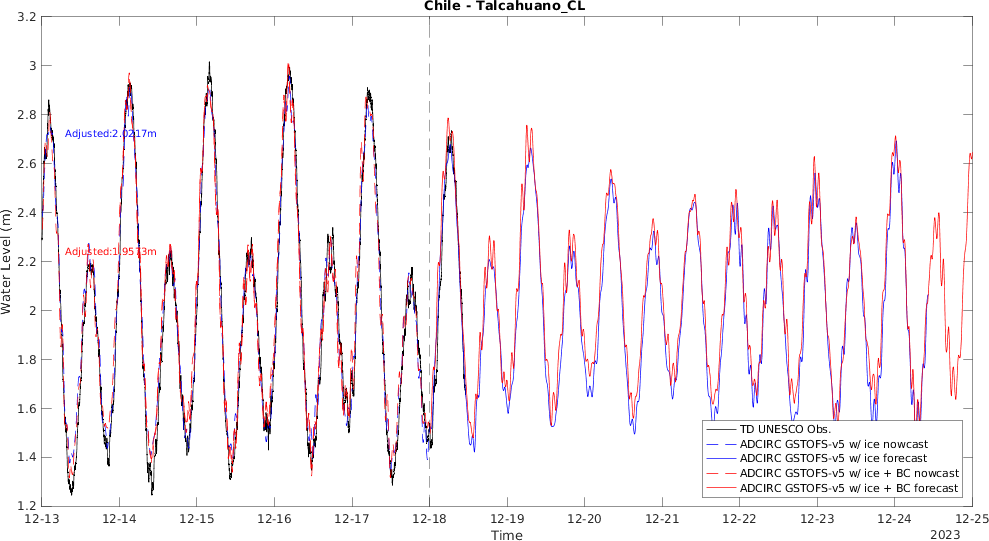 Chile - Talcahuano_CL
3.2
3
2.8
2.6
2.4
2.2
2
1.8
1.6
1.4
1.2
Water Level (m)
Adjusted:2.0217m
Adjusted:1.9573m
TD UNESCO Obs.
ADCIRC GSTOFS-v5 w/ ice nowcast
ADCIRC GSTOFS-v5 w/ ice forecast
ADCIRC GSTOFS-v5 w/ ice + BC nowcast
ADCIRC GSTOFS-v5 w/ ice + BC forecast
12-13 12-14 12-15 12-16 12-17 12-18 12-19 12-20 12-21 12-22 12-23 12-24 12-25
Time
2023